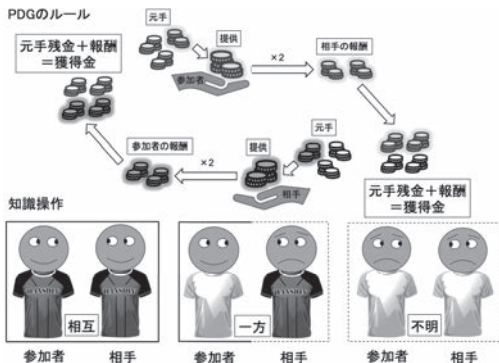 PDGのルール
元手
提供
×2
相手の報酬
元手残金＋報酬
＝獲得金
参加者
参加者の報酬
×2
提供
元手
相手
元手残金＋報酬
＝獲得金
知識操作
相互
一方
不明
参加者 相手 参加者 相手 参加者 相手